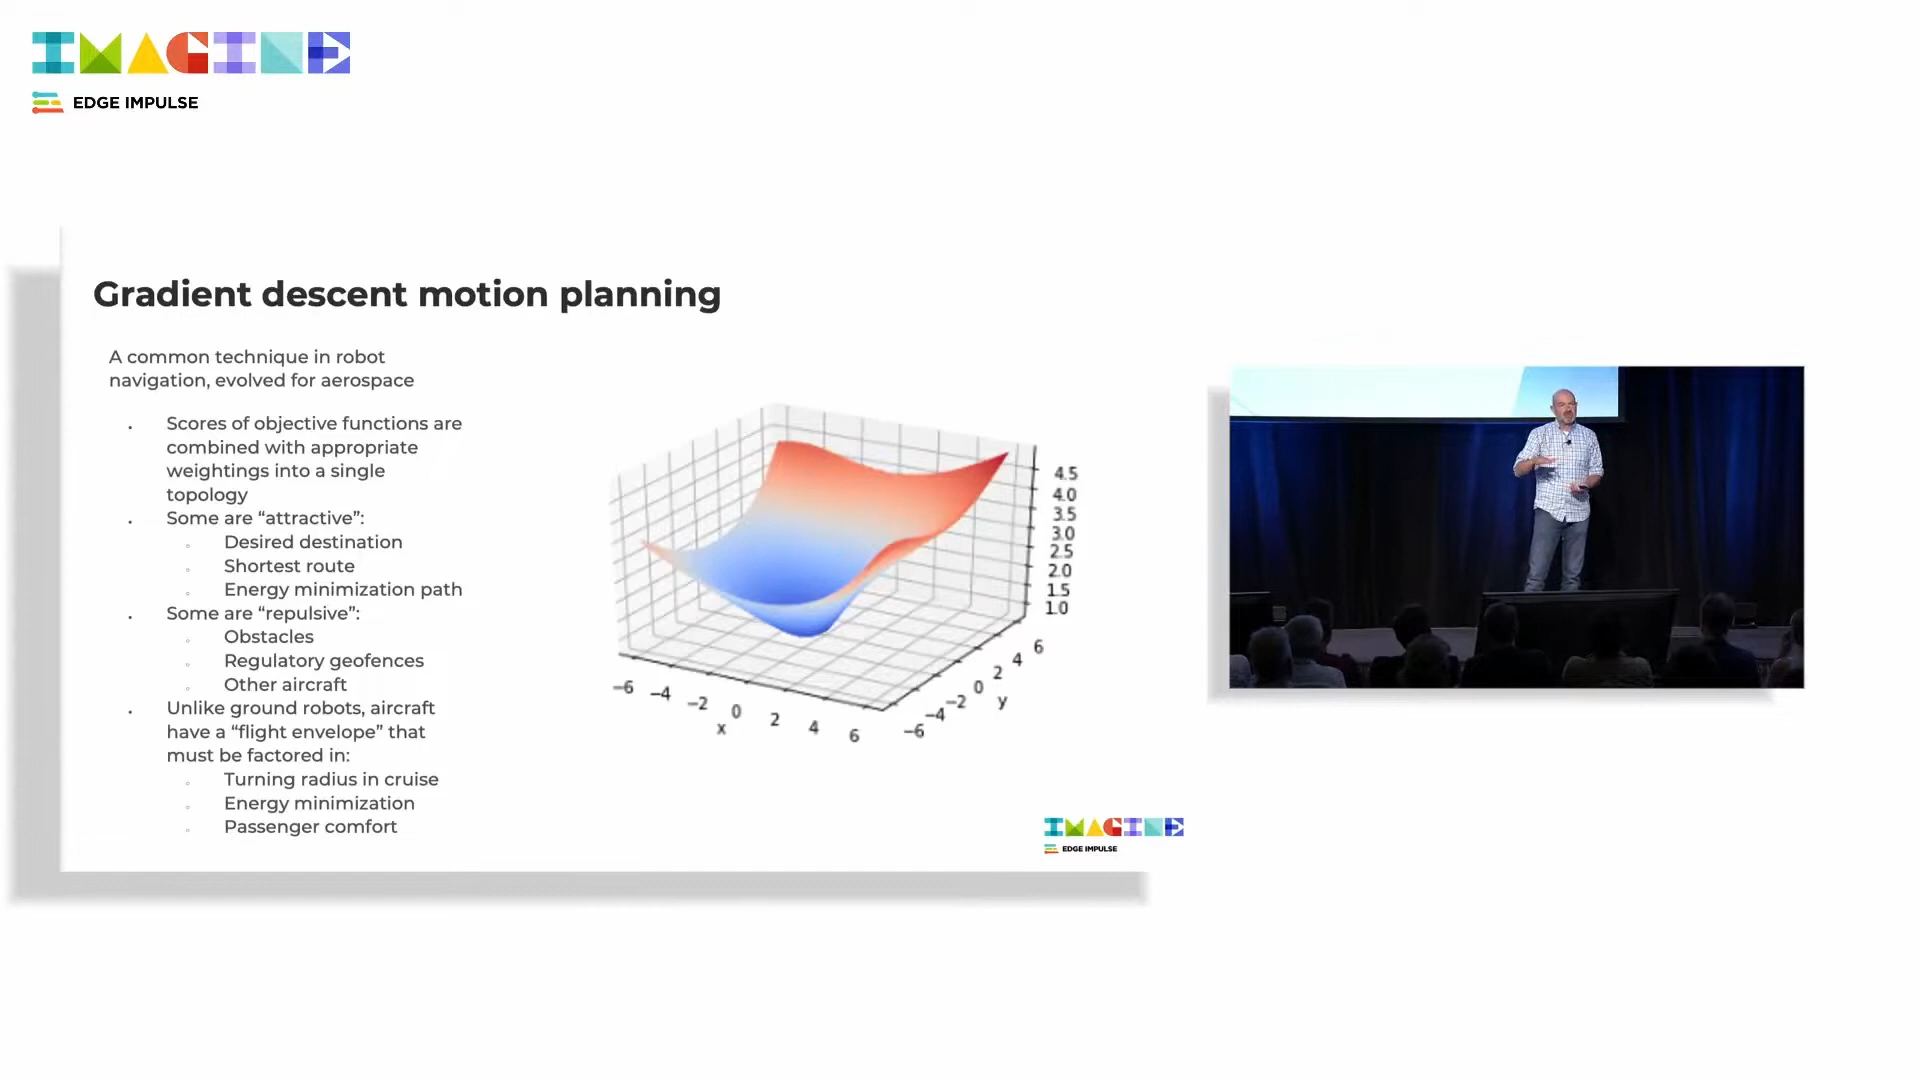 IMAGINE
EDGE IMPULSE
Gradient descent motion planning
A common technique in robot
navigation, evolved for aerospace
. Scores of objective functions are
combined with appropriate
weightings into a single
topology
. Some are “attractive”:
◦ Desired destination
◦ Shortest route
◦ Energy minimization path
. Some are “repulsive”:
◦ Obstacles
◦ Regulatory geofences
◦ Other aircraft
. Unlike ground robots, aircraft
have a “flight envelope” that
must be factored in:
◦ Turning radius in cruise
◦ Energy minimization
◦ Passenger comfort
4.5
4.0
3.5
3.0
2.5
2.0
1.5
1.0
−6 −4 −2 0 2 4 6
x
−6 −4 −2 0 2 4 6
y
IMAGINE
EDGE IMPULSE